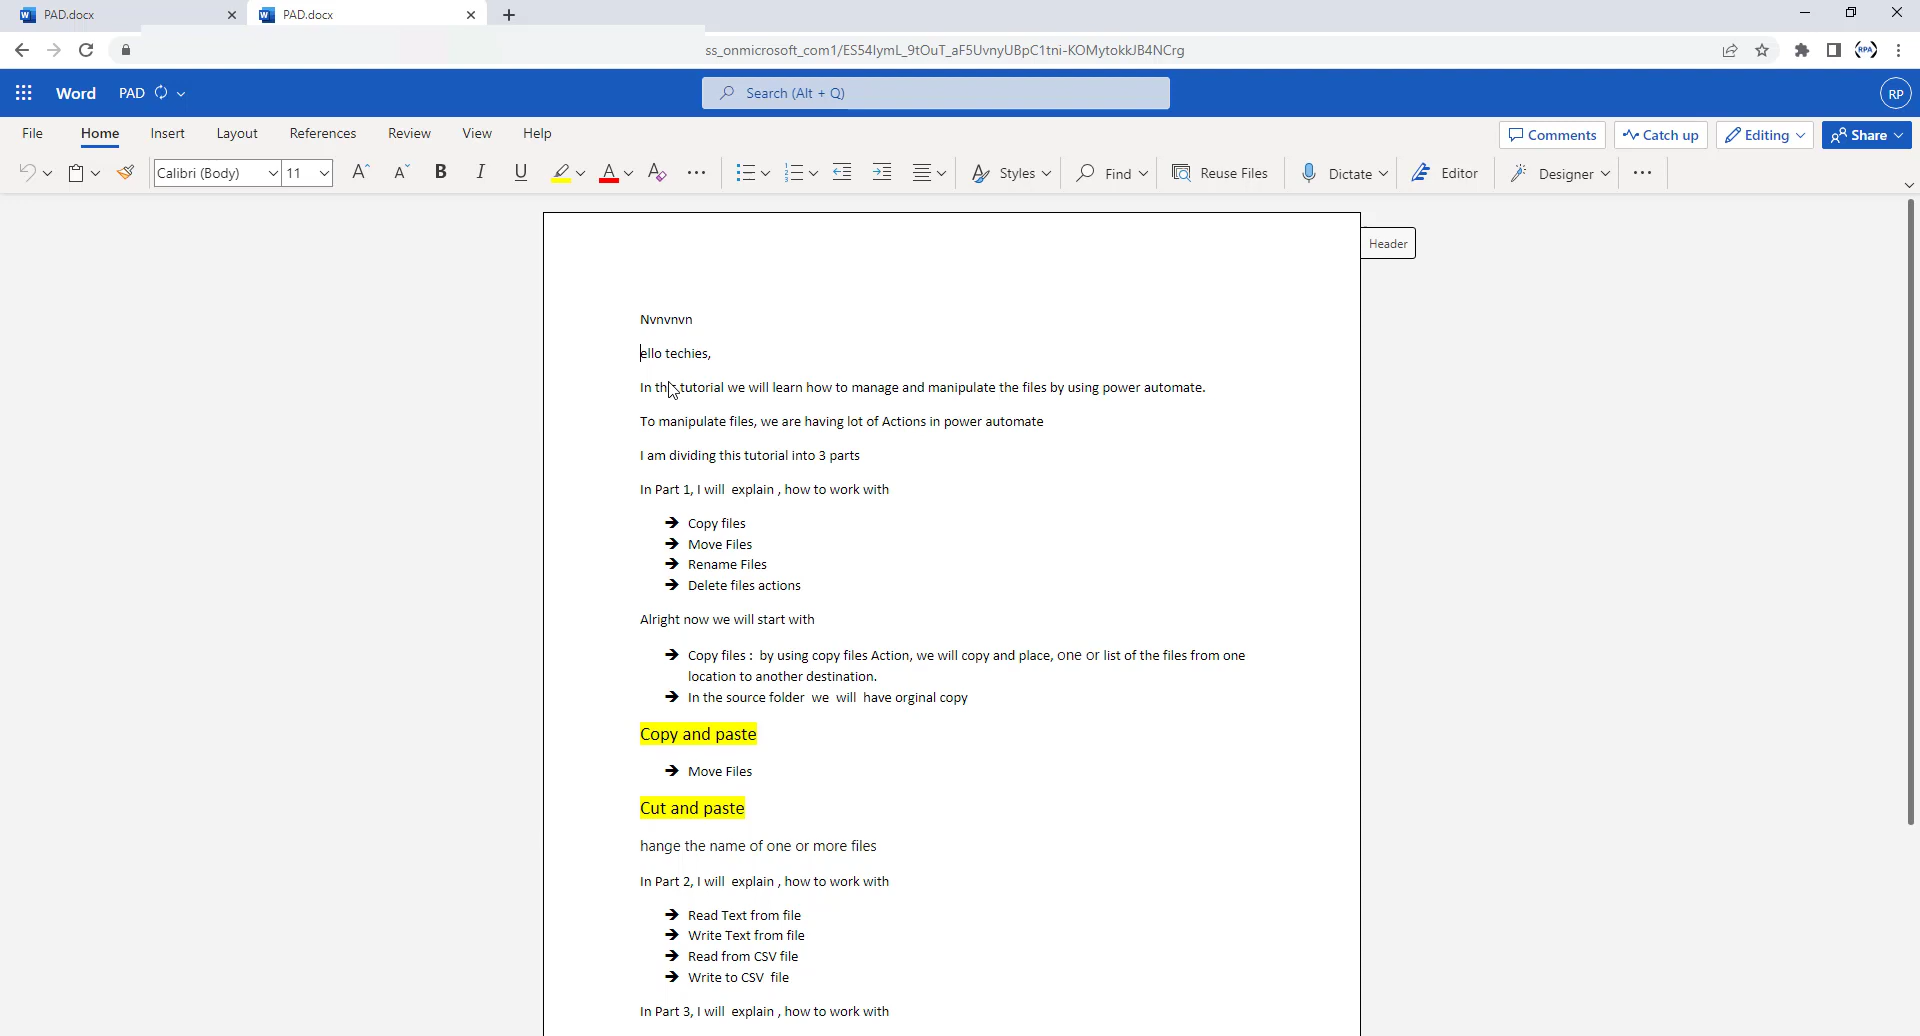 PAD.docx
PAD.docx
ss_onmicrosoft_com1/ES54lymL_9tOuT_aF5UvnyUBpC1tni-KOMytokkJB4NCrg
RPA
Word PAD Search (Alt + Q) RP
File Home Insert Layout References Review View Help Comments Catch up Editing Share
Calibri (Body) 11 A A B I U A A Styles Find Reuse Files Dictate Editor Designer
Header
Nvnvnvn
ello techies,
In the tutorial we will learn how to manage and manipulate the files by using power automate.
To manipulate files, we are having lot of Actions in power automate
I am dividing this tutorial into 3 parts
In Part 1, I will explain , how to work with
➔ Copy files
➔ Move Files
➔ Rename Files
➔ Delete files actions
Alright now we will start with
➔ Copy files : by using copy files Action, we will copy and place, one or list of the files from one
location to another destination.
➔ In the source folder we will have orginal copy
Copy and paste
➔ Move Files
Cut and paste
hange the name of one or more files
In Part 2, I will explain , how to work with
➔ Read Text from file
➔ Write Text from file
➔ Read from CSV file
➔ Write to CSV file
In Part 3, I will explain , how to work with